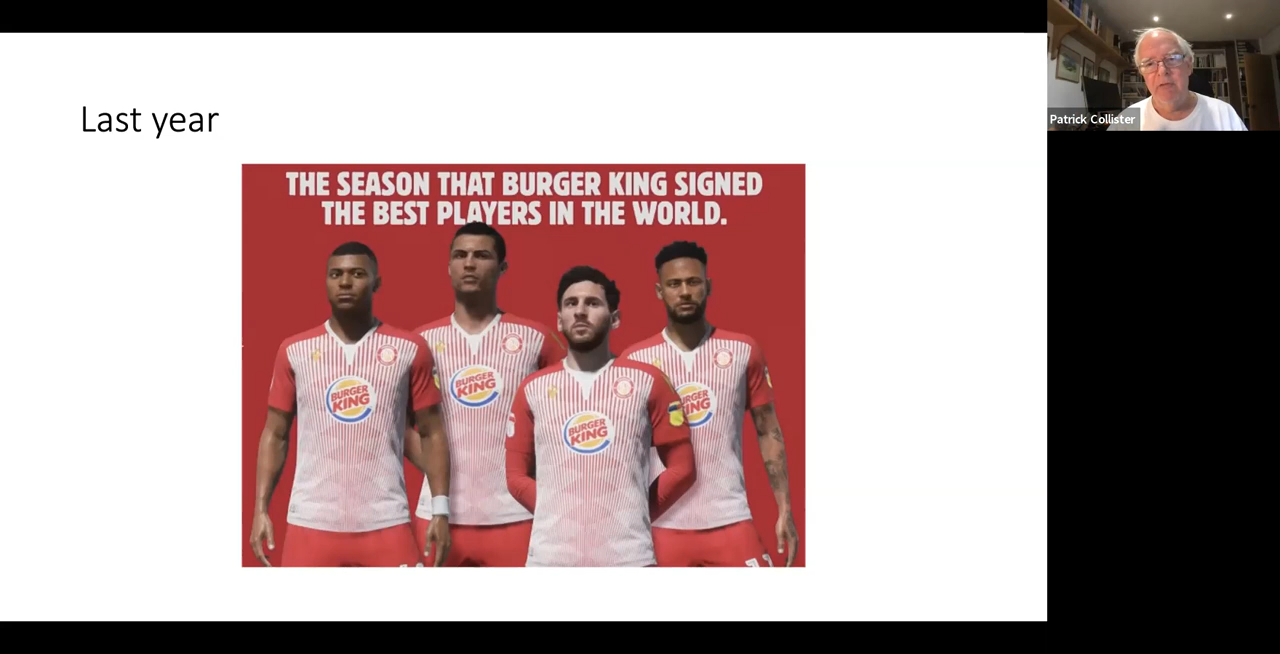 Last year
THE SEASON THAT BURGER KING SIGNED
THE BEST PLAYERS IN THE WORLD.
BURGER
KING
BURGER
KING
BURGER
KING
BURGER
KING
Patrick Collister